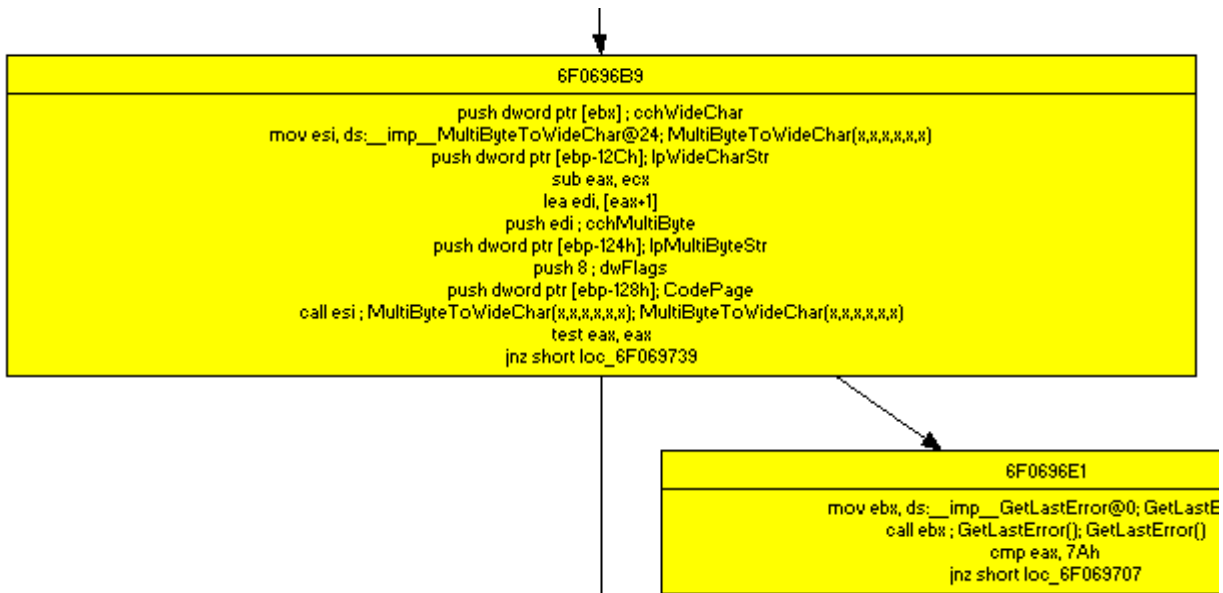 6F0696B9
push dword ptr [ebx] ; cchWideChar
mov esi, ds:__imp__MultiByteToWideChar@24; MultiByteToWideChar(x,x,x,x,x,x)
push dword ptr [ebp-12Ch]; lpWideCharStr
sub eax, ecx
lea edi, [eax+1]
push edi ; cchMultiByte
push dword ptr [ebp-124h]; lpMultiByteStr
push 8 ; dwFlags
push dword ptr [ebp-128h]; CodePage
call esi ; MultiByteToWideChar(x,x,x,x,x,x); MultiByteToWideChar(x,x,x,x,x,x)
test eax, eax
jnz short loc_6F069739
6F0696E1
mov ebx, ds:__imp__GetLastError@0; GetLastE
call ebx ; GetLastError(); GetLastError()
cmp eax, 7Ah
jnz short loc_6F069707